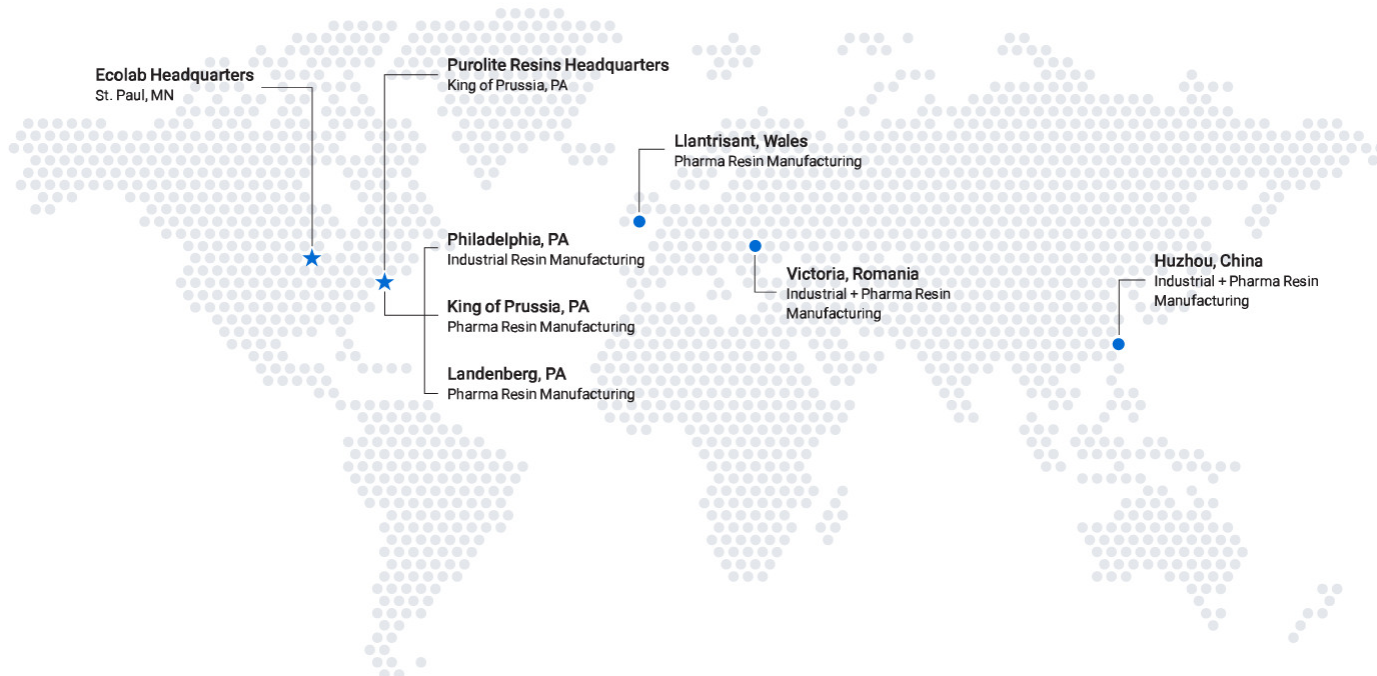 Ecolab Headquarters
St. Paul, MN
Purolite Resins Headquarters
King of Prussia, PA
Llantrisant, Wales
Pharma Resin Manufacturing
Philadelphia, PA
Industrial Resin Manufacturing
King of Prussia, PA
Pharma Resin Manufacturing
Landenberg, PA
Pharma Resin Manufacturing
Victoria, Romania
Industrial + Pharma Resin
Manufacturing
Huzhou, China
Industrial + Pharma Resin
Manufacturing